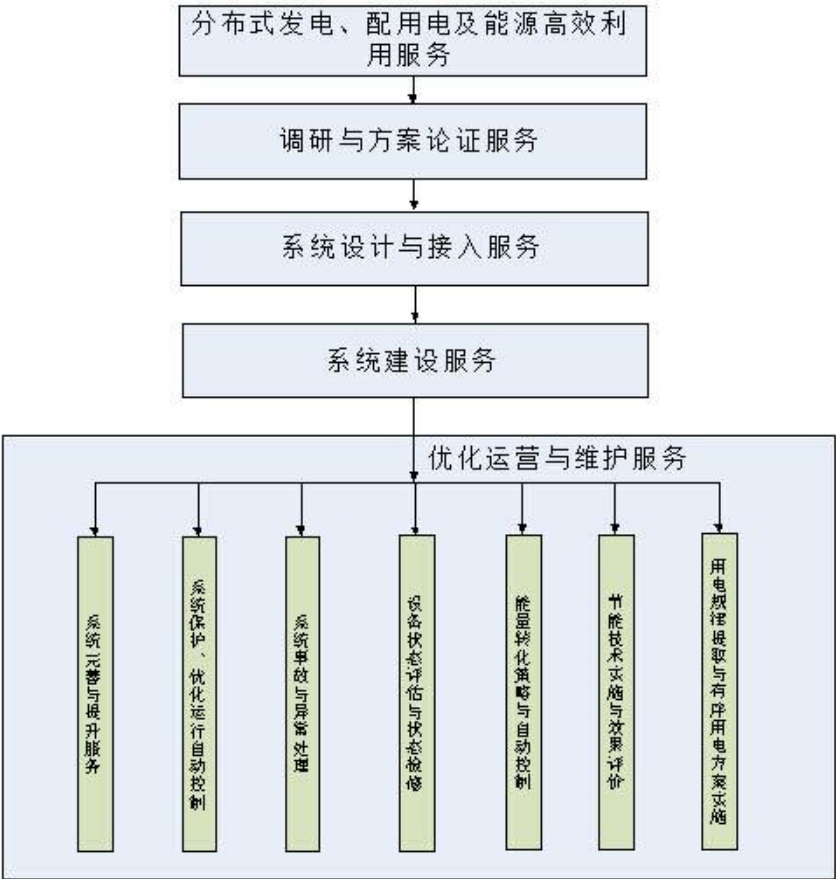 分布式发电、配用电及能源高效利
用服务
调研与方案论证服务
系统设计与接入服务
系统建设服务
优化运营与维护服务
系统完善与提升服务
系统保护、优化运行自动控制
系统事故与异常处理
设备状态评估与状态检修
能量转化策略与自动控制
节能技术实施与效果评价
用电规律提取与有序用电方案实施